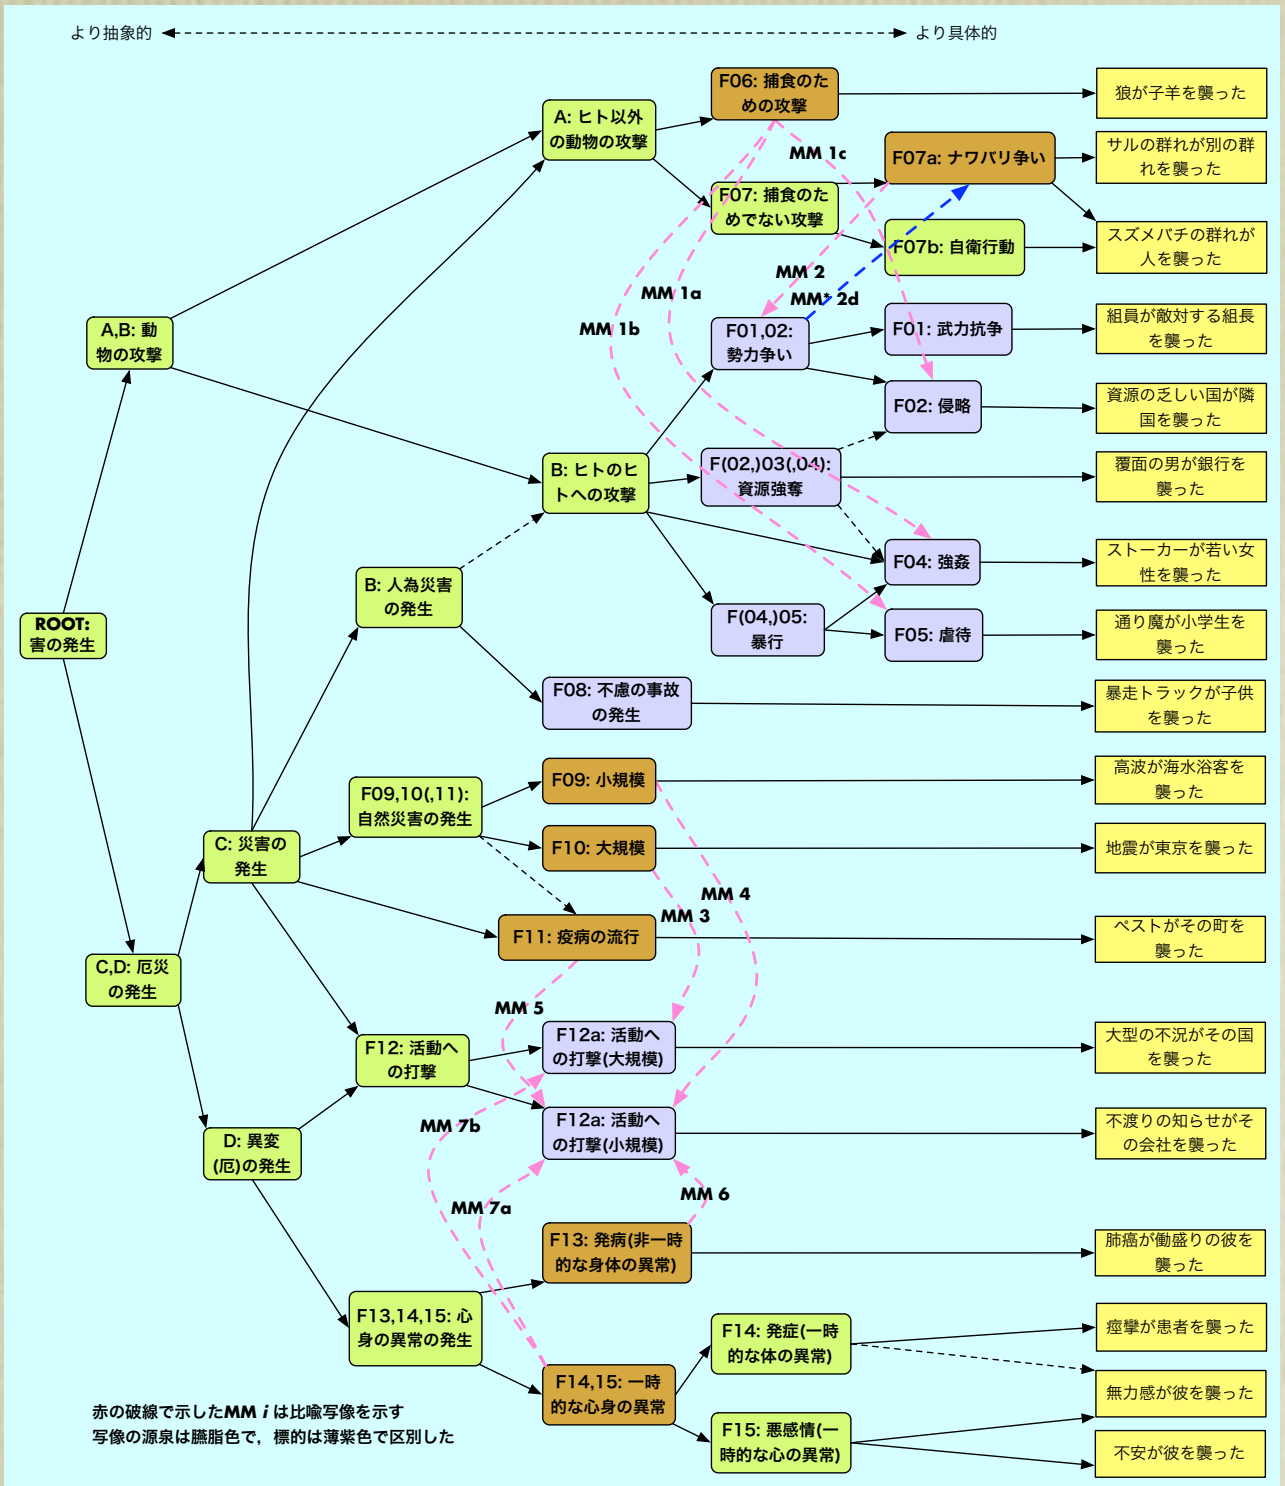 より抽象的
より具体的
F06: 捕食のた
めの攻撃
狼が子羊を襲った
A: ヒト以外
の動物の攻撃
MM 1c
F07a: ナワバリ争い
サルの群れが別の群
れを襲った
F07: 捕食のた
めでない攻撃
F07b: 自衛行動
スズメバチの群れが
人を襲った
MM 2
MM 1a
MM* 2d
MM 1b
A,B: 動
物の攻撃
F01,02:
勢力争い
F01: 武力抗争
組員が敵対する組長
を襲った
F02: 侵略
資源の乏しい国が隣
国を襲った
B: ヒトのヒ
トへの攻撃
F(02,)03(,04):
資源強奪
覆面の男が銀行を
襲った
F04: 強姦
ストーカーが若い女
性を襲った
B: 人為災害
の発生
ROOT:
害の発生
F(04,)05:
暴行
F05: 虐待
通り魔が小学生を
襲った
F08: 不慮の事故
の発生
暴走トラックが子供
を襲った
F09,10(,11):
自然災害の発生
F09: 小規模
高波が海水浴客を
襲った
C: 災害の
発生
F10: 大規模
地震が東京を襲った
MM 4
MM 3
F11: 疫病の流行
ペストがその町を
襲った
C,D: 厄災
の発生
MM 5
F12: 活動へ
の打撃
F12a: 活動へ
の打撃(大規模)
大型の不況がその国
を襲った
MM 7b
F12a: 活動へ
の打撃(小規模)
不渡りの知らせがそ
の会社を襲った
D: 異変
(厄)の発生
MM 6
MM 7a
F13: 発病(非一時
的な身体の異常)
肺癌が働盛りの彼を
襲った
F13,14,15: 心
身の異常の発生
F14: 発症(一時
的な体の異常)
痙攣が患者を襲った
F14,15: 一時
的な心身の異常
無力感が彼を襲った
F15: 悪感情(一
時的な心の異常)
不安が彼を襲った
赤の破線で示したMM i は比喩写像を示す
写像の源泉は臙脂色で，標的は薄紫色で区別した